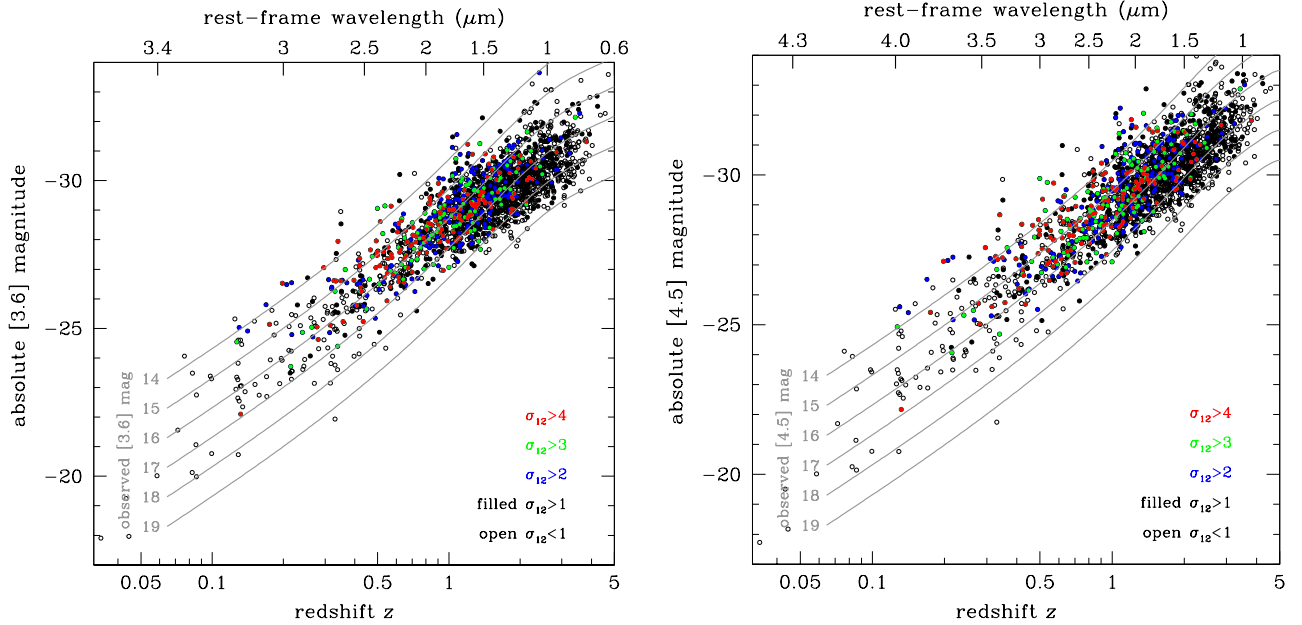 rest-frame wavelength (μm)
3.4 3 2.5 2 1.5 1 0.6
absolute [3.6] magnitude
-30
-25
-20
observed [3.6] mag
14
15
16
17
18
19
σ12>4
σ12>3
σ12>2
filled σ12>1
open σ12<1
0.05 0.1 0.5 1 5
redshift z
rest-frame wavelength (μm)
4.3 4.0 3.5 3 2.5 2 1.5 1
absolute [4.5] magnitude
-30
-25
-20
observed [4.5] mag
14
15
16
17
18
19
σ12>4
σ12>3
σ12>2
filled σ12>1
open σ12<1
0.05 0.1 0.5 1 5
redshift z